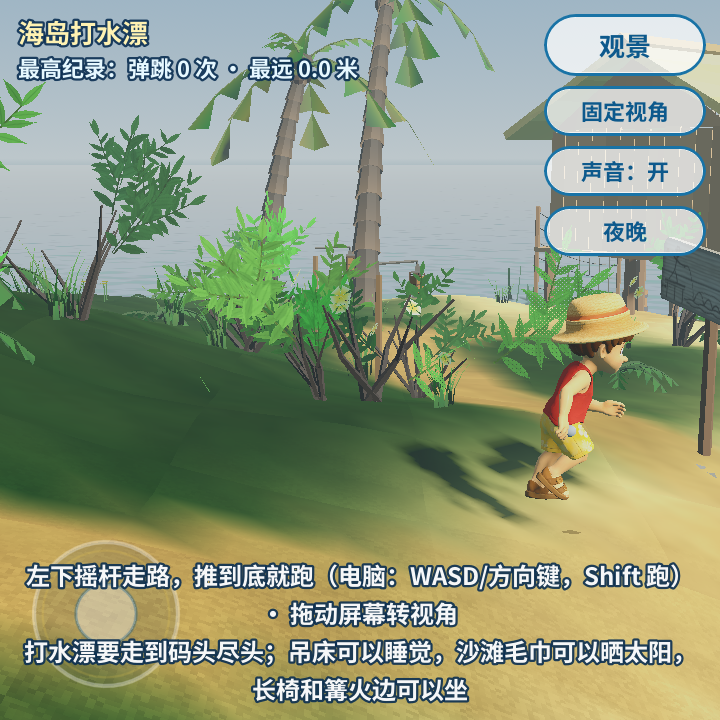 海岛打水漂
最高纪录：弹跳 0 次 · 最远 0.0 米
观景
固定视角
声音：开
夜晚
左下摇杆走路，推到底就跑（电脑：WASD/方向键，Shift 跑）
· 拖动屏幕转视角
打水漂要走到码头尽头；吊床可以睡觉，沙滩毛巾可以晒太阳，
长椅和篝火边可以坐